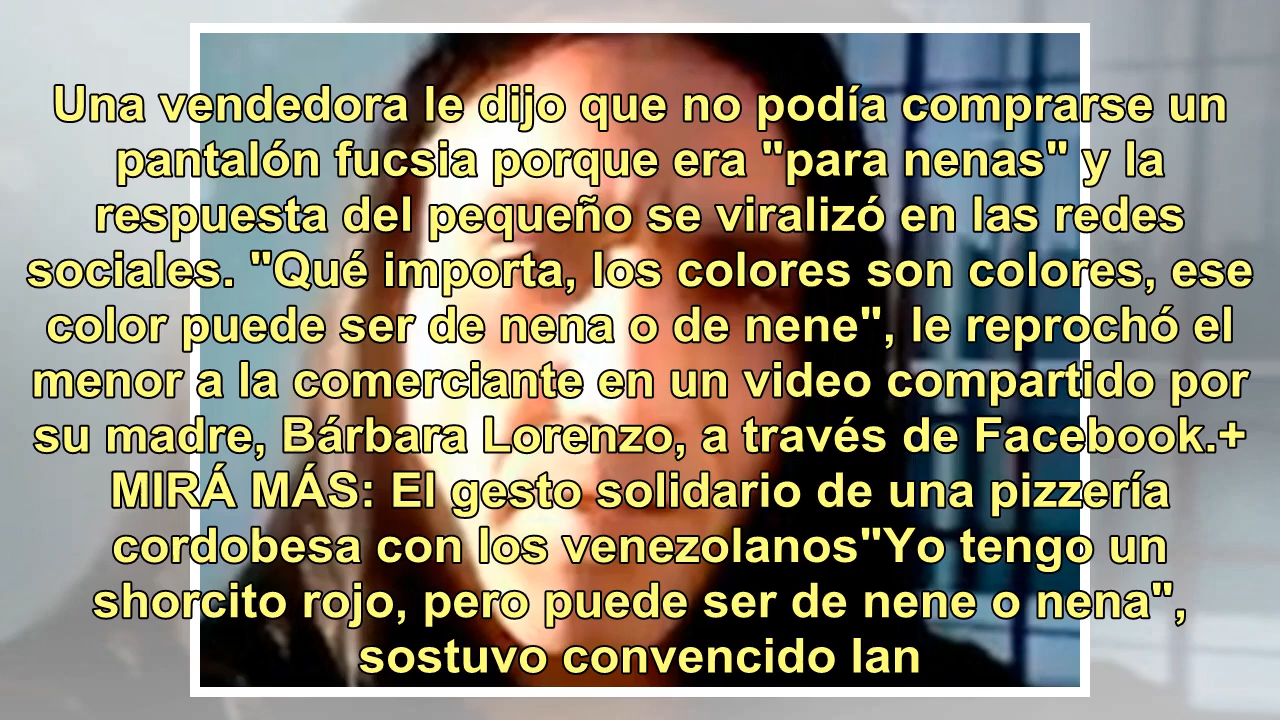 Una vendedora le dijo que no podía comprarse un
pantalón fucsia porque era "para nenas" y la
respuesta del pequeño se viralizó en las redes
sociales. "Qué importa, los colores son colores, ese
color puede ser de nena o de nene", le reprochó el
menor a la comerciante en un video compartido por
su madre, Bárbara Lorenzo, a través de Facebook.+
MIRÁ MÁS: El gesto solidario de una pizzería
cordobesa con los venezolanos"Yo tengo un
shorcito rojo, pero puede ser de nene o nena",
sostuvo convencido Ian